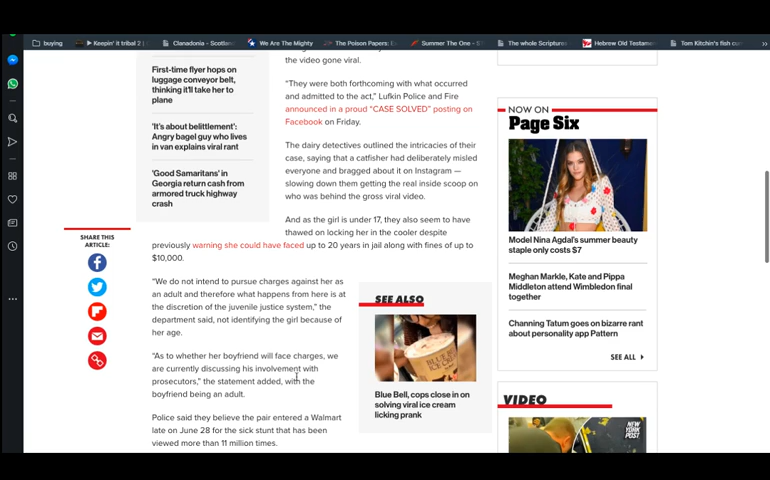 buying
Keepin' it tribal 2
Clanadonia - Scotlan
We Are The Mighty
The Poison Papers: E
Summer The One - S
The whole Scripture
Hebrew Old Testame
Tom Kitchin's fish cu
the video gone viral.
First-time flyer hops on
luggage conveyor belt,
thinking it'll take her to
plane
'It's about belittlement':
Angry bagel guy who lives
in van explains viral rant
'Good Samaritans' in
Georgia return cash from
armored truck highway
crash
“They were both forthcoming with what occurred
and admitted to the act,” Lufkin Police and Fire
announced in a proud “CASE SOLVED” posting on
Facebook on Friday.
The dairy detectives outlined the intricacies of their
case, saying that a catfisher had deliberately misled
everyone and bragged about it on Instagram —
slowing down them getting the real inside scoop on
who was behind the gross viral video.
And as the girl is under 17, they also seem to have
thawed on locking her in the cooler despite
previously warning she could have faced up to 20 years in jail along with fines of up to
$10,000.
SHARE THIS
ARTICLE:
“We do not intend to pursue charges against her as
an adult and therefore what happens from here is at
the discretion of the juvenile justice system,” the
department said, not identifying the girl because of
her age.
“As to whether her boyfriend will face charges, we
are currently discussing his involvement with
prosecutors,” the statement added, with the
boyfriend being an adult.
Police said they believe the pair entered a Walmart
late on June 28 for the sick stunt that has been
viewed more than 11 million times.
SEE ALSO
Blue Bell, cops close in on
solving viral ice cream
licking prank
NOW ON
Page Six
Model Nina Agdal's summer beauty
staple only costs $7
Meghan Markle, Kate and Pippa
Middleton attend Wimbledon final
together
Channing Tatum goes on bizarre rant
about personality app Pattern
SEE ALL
VIDEO
NEW
YORK
POST